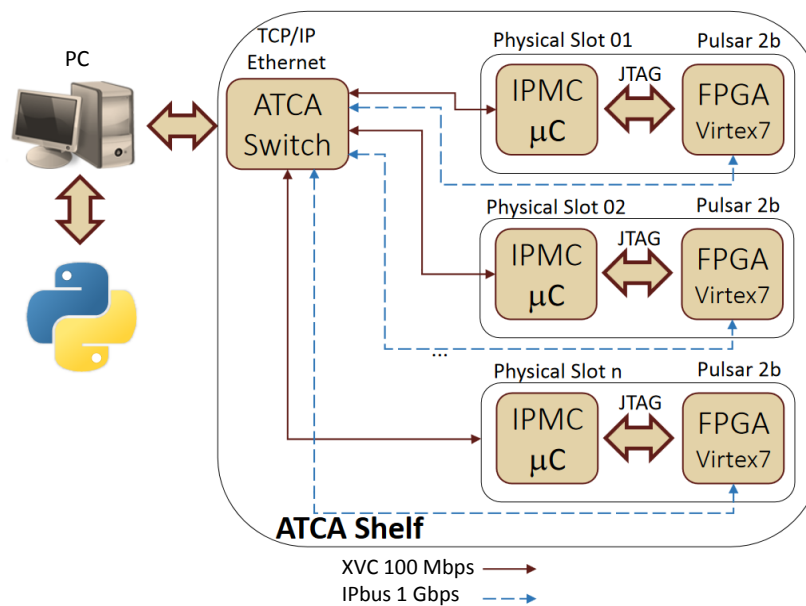 PC
TCP/IP
Ethernet
ATCA
Switch
Physical Slot 01
Pulsar 2b
IPMC
μC
JTAG
FPGA
Virtex7
Physical Slot 02
Pulsar 2b
IPMC
μC
JTAG
FPGA
Virtex7
...
Physical Slot n
Pulsar 2b
IPMC
μC
JTAG
FPGA
Virtex7
ATCA Shelf
XVC 100 Mbps
IPbus 1 Gbps